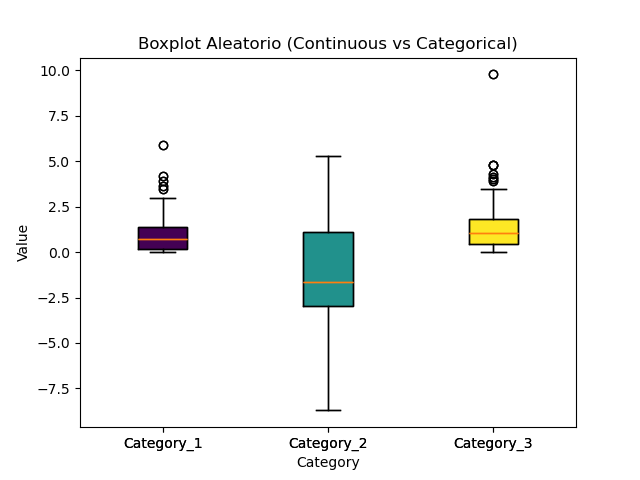 Boxplot Aleatorio (Continuous vs Categorical)
10.0
7.5
5.0
2.5
0.0
−2.5
−5.0
−7.5
Value
Category_1 Category_2 Category_3
Category